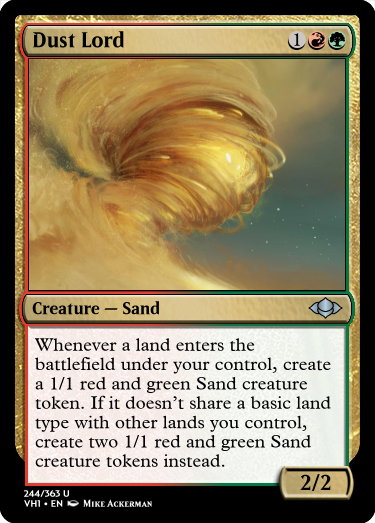 Dust Lord 1
Creature — Sand
Whenever a land enters the
battlefield under your control, create
a 1/1 red and green Sand creature
token. If it doesn't share a basic land
type with other lands you control,
create two 1/1 red and green Sand
creature tokens instead.
2/2
244/363 U
VH1 • EN Mike Ackerman